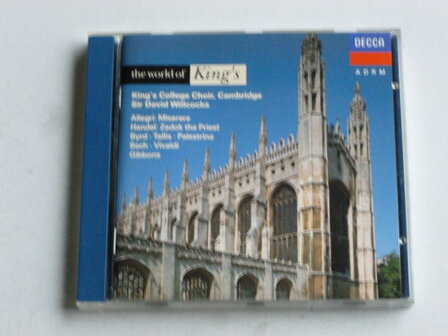 the world of King's
DECCA
ADRM
King's College Choir, Cambridge
Sir David Willcocks
Allegri: Miserere
Handel: Zadok the Priest
Byrd · Tallis · Palestrina
Bach · Vivaldi
Gibbons